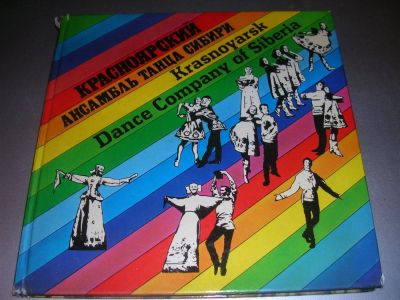 КРАСНОЯРСКИЙ
АНСАМБЛЬ ТАНЦА СИБИРИ
Krasnoyarsk
Dance Company of Siberia